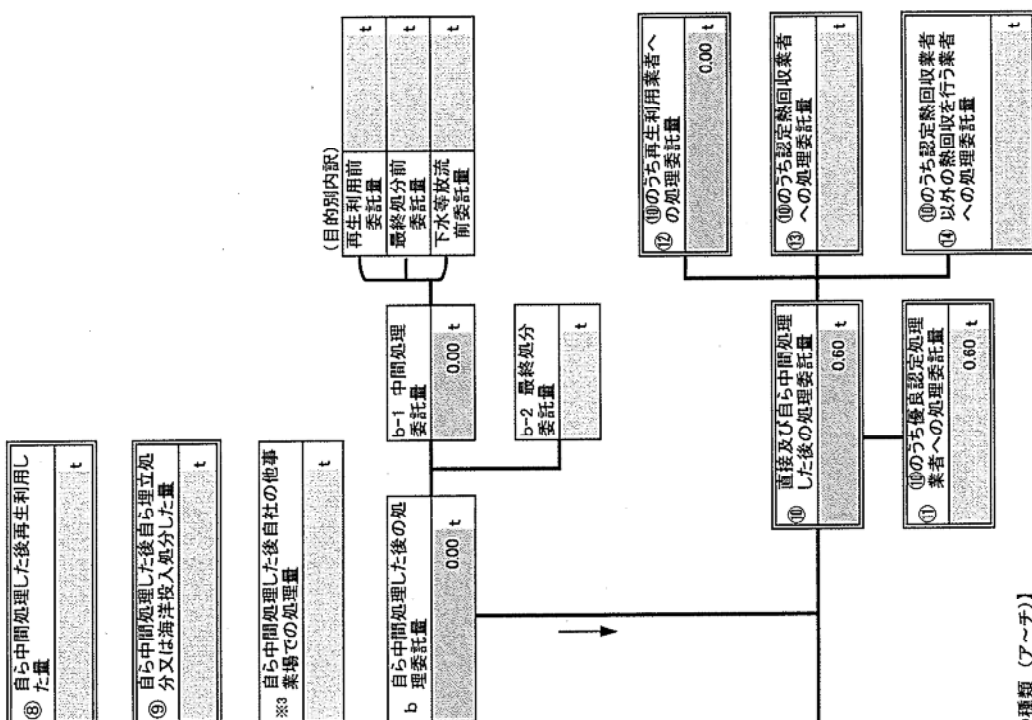 ⑧ 自ら中間処理した後再生利用し
た量
t
⑨ 自ら中間処理した後自ら埋立処
分又は海洋投入処分した量
t
※3 自ら中間処理した後自社の他事
業場での処理量
t
b 自ら中間処理した後の処
理委託量
0.00 t
b-1 中間処理
委託量
0.00 t
b-2 最終処分
委託量
t
(目的別内訳)
再生利用前
委託量
t
最終処分前
委託量
t
下水等放流
前委託量
t
⑩ 直接及び自ら中間処理
した後の処理委託量
0.60 t
⑪ ⑩のうち優良認定処理
業者への処理委託量
0.60 t
⑫ ⑩のうち再生利用業者へ
の処理委託量
0.00 t
⑬ ⑩のうち認定熱回収業者
への処理委託量
t
⑭ ⑩のうち認定熱回収業者
以外の熱回収を行う業者
への処理委託量
t
種類(ア~チ)】